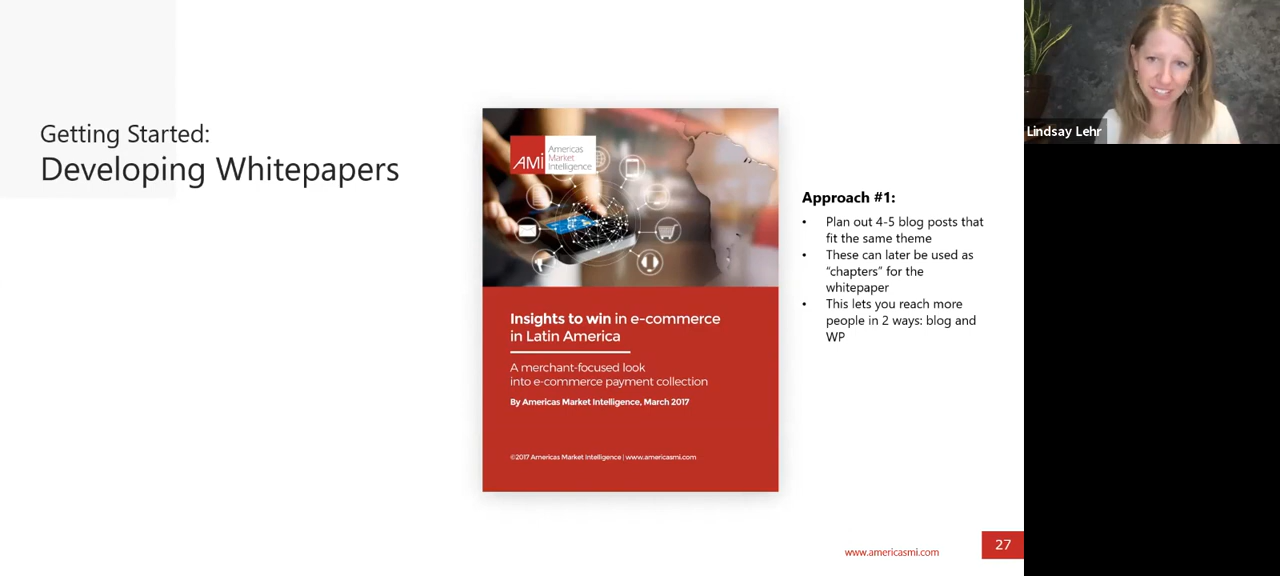 Getting Started:
Developing Whitepapers
AMI
Americas
Market
Intelligence
Insights to win in e-commerce
in Latin America
A merchant-focused look
into e-commerce payment collection
By Americas Market Intelligence, March 2017
©2017 Americas Market Intelligence | www.americasmi.com
Approach #1:
• Plan out 4-5 blog posts that
fit the same theme
• These can later be used as
“chapters” for the
whitepaper
• This lets you reach more
people in 2 ways: blog and
WP
www.americasmi.com
27
Lindsay Lehr